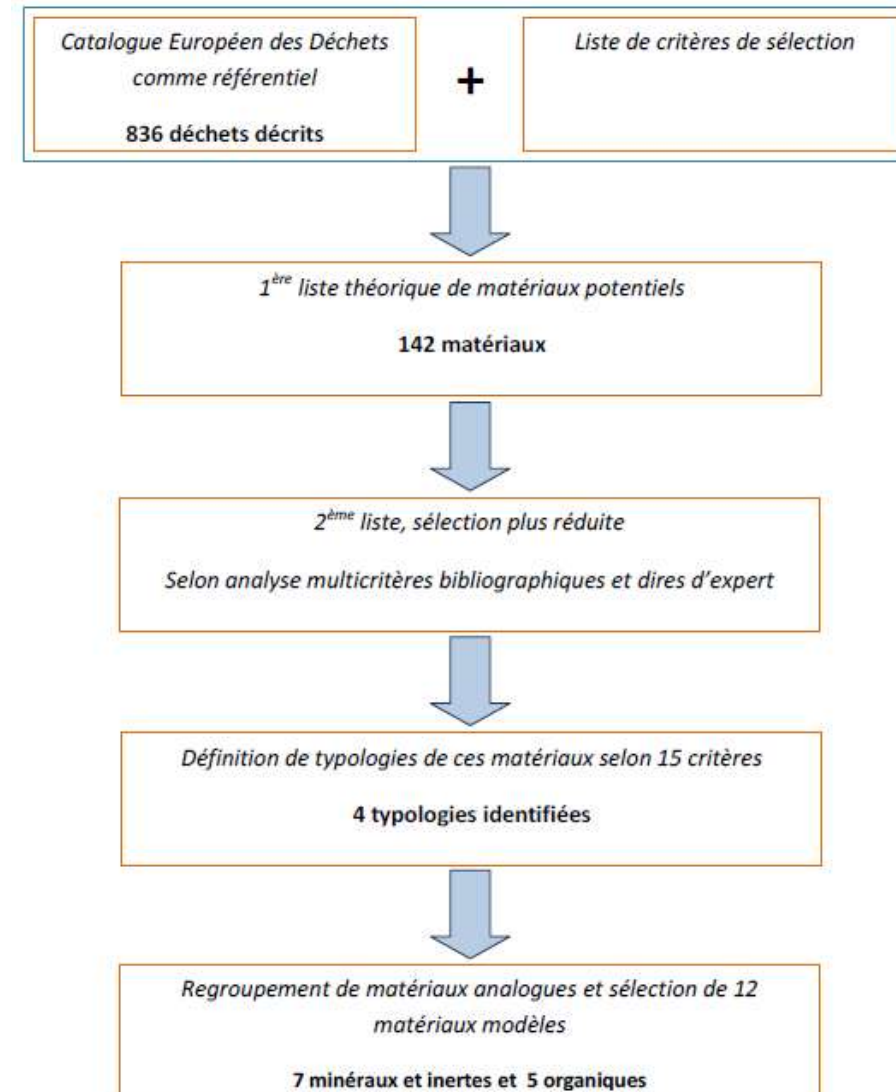 Catalogue Européen des Déchets
comme référentiel
836 déchets décrits
+
Liste de critères de sélection
1ère liste théorique de matériaux potentiels
142 matériaux
2ème liste, sélection plus réduite
Selon analyse multicritères bibliographiques et dires d'expert
Définition de typologies de ces matériaux selon 15 critères
4 typologies identifiées
Regroupement de matériaux analogues et sélection de 12
matériaux modèles
7 minéraux et inertes et 5 organiques